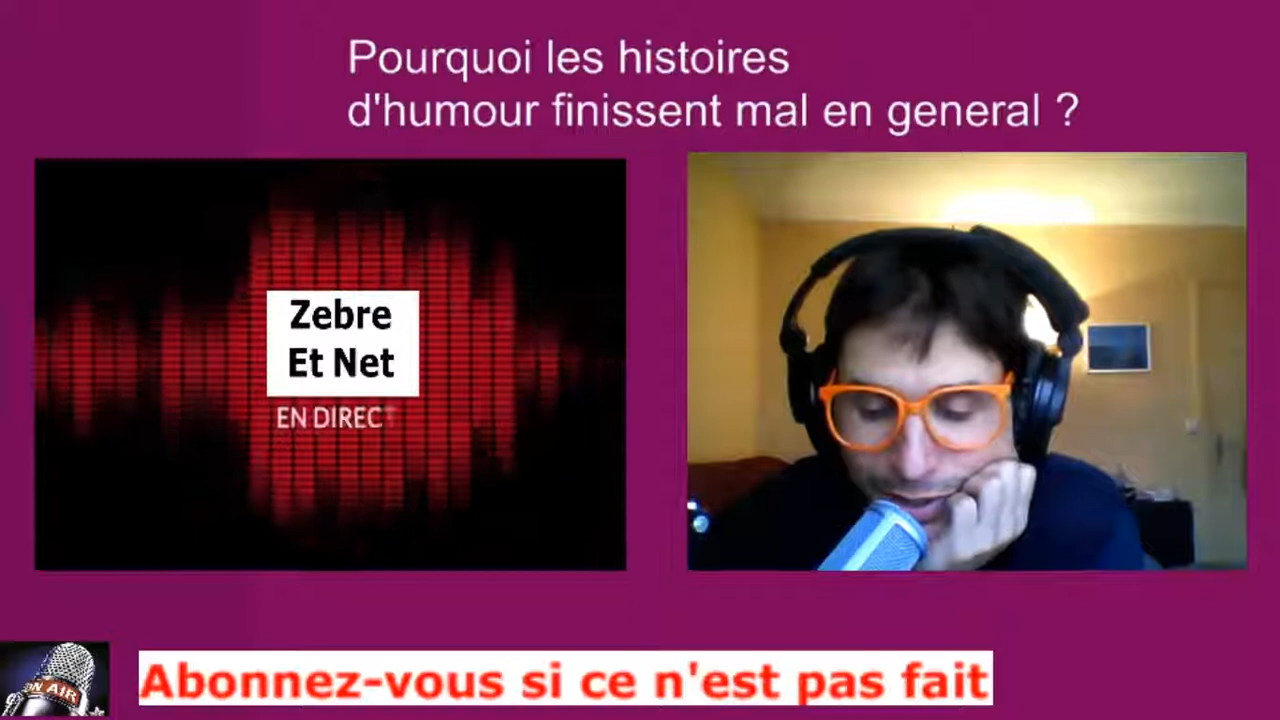 Pourquoi les histoires
d'humour finissent mal en general ?
Zebre
Et Net
EN DIRECT
ON AIR
Abonnez-vous si ce n'est pas fait